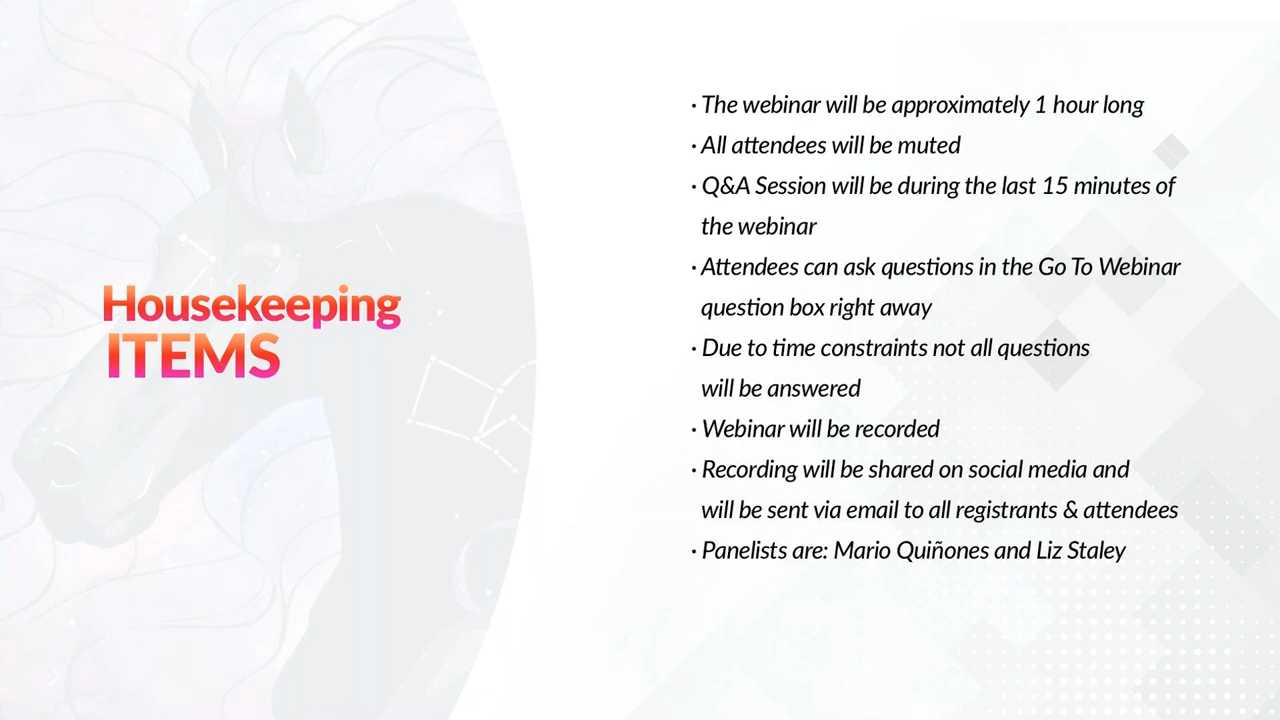 Housekeeping
ITEMS
· The webinar will be approximately 1 hour long
· All attendees will be muted
· Q&A Session will be during the last 15 minutes of
the webinar
· Attendees can ask questions in the Go To Webinar
question box right away
· Due to time constraints not all questions
will be answered
· Webinar will be recorded
· Recording will be shared on social media and
will be sent via email to all registrants & attendees
· Panelists are: Mario Quiñones and Liz Staley